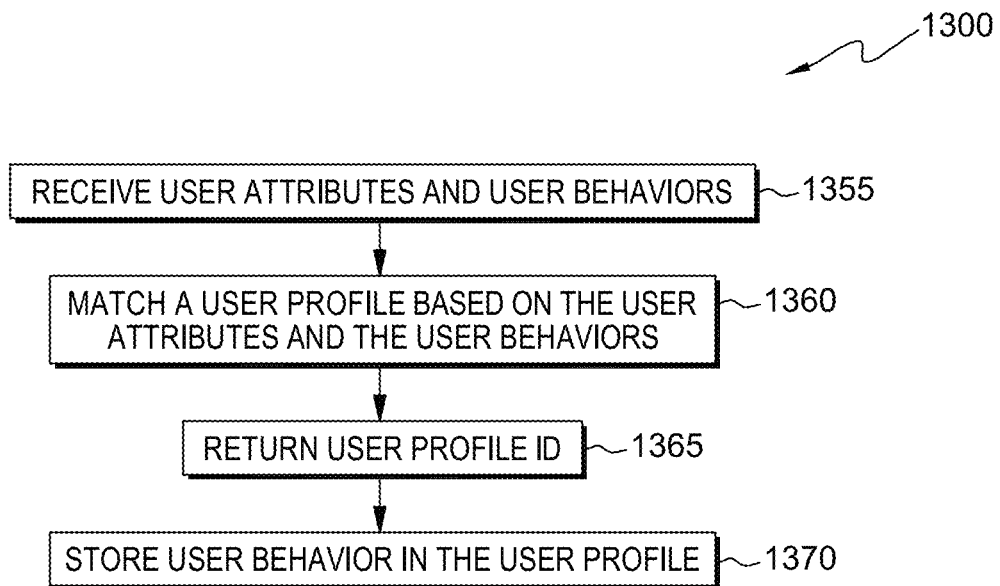 1300
RECEIVE USER ATTRIBUTES AND USER BEHAVIORS
1355
MATCH A USER PROFILE BASED ON THE USER
ATTRIBUTES AND THE USER BEHAVIORS
1360
RETURN USER PROFILE ID
1365
STORE USER BEHAVIOR IN THE USER PROFILE
1370